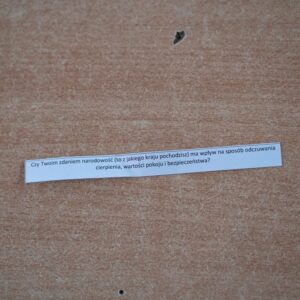 Czy Twoim zdaniem narodowość (to z jakiego kraju pochodzisz) ma wpływ na sposób odczuwania
cierpienia, wartości pokoju i bezpieczeństwa?